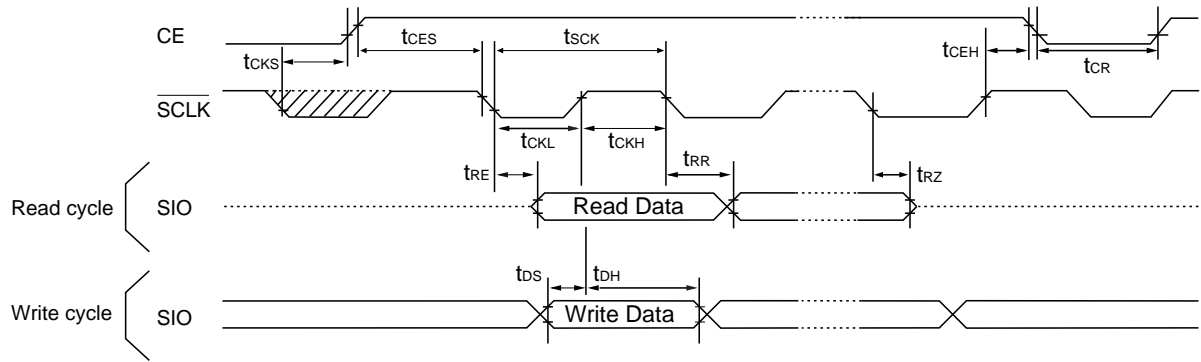 CE
tCES
tSCK
tCEH
tCKS
tCR
SCLK
tCKL
tCKH
tRE
tRR
tRZ
Read cycle
SIO
Read Data
tDS
tDH
Write cycle
SIO
Write Data